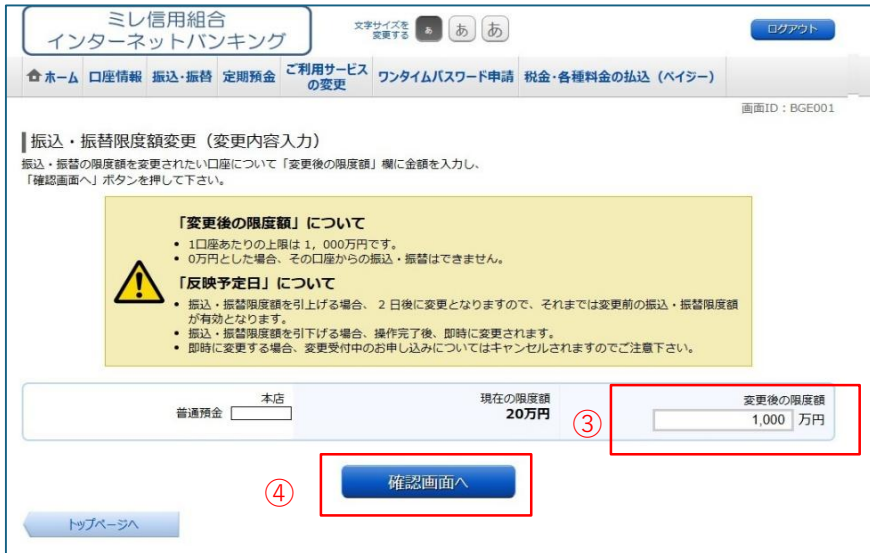 ミレ信用組合
インターネットバンキング
文字サイズを
変更する
あ あ あ
ログアウト
ホーム 口座情報 振込・振替 定期預金 ご利用サービス
の変更
ワンタイムパスワード申請 税金・各種料金の払込（ペイジー）
画面ID：BGE001
振込・振替限度額変更（変更内容入力）
振込・振替の限度額を変更されたい口座について「変更後の限度額」欄に金額を入力し、
「確認画面へ」ボタンを押して下さい。
「変更後の限度額」について
• 1口座あたりの上限は 1，000万円です。
• 0万円とした場合、その口座からの振込・振替はできません。
「反映予定日」について
• 振込・振替限度額を引上げる場合、 2 日後に変更となりますので、それまでは変更前の振込・振替限度額
が有効となります。
• 振込・振替限度額を引下げる場合、操作完了後、即時に変更されます。
• 即時に変更する場合、変更受付中のお申し込みについてはキャンセルされますのでご注意下さい。
本店
普通預金
現在の限度額
20万円
③
変更後の限度額
1,000 万円
④
確認画面へ
トップページへ